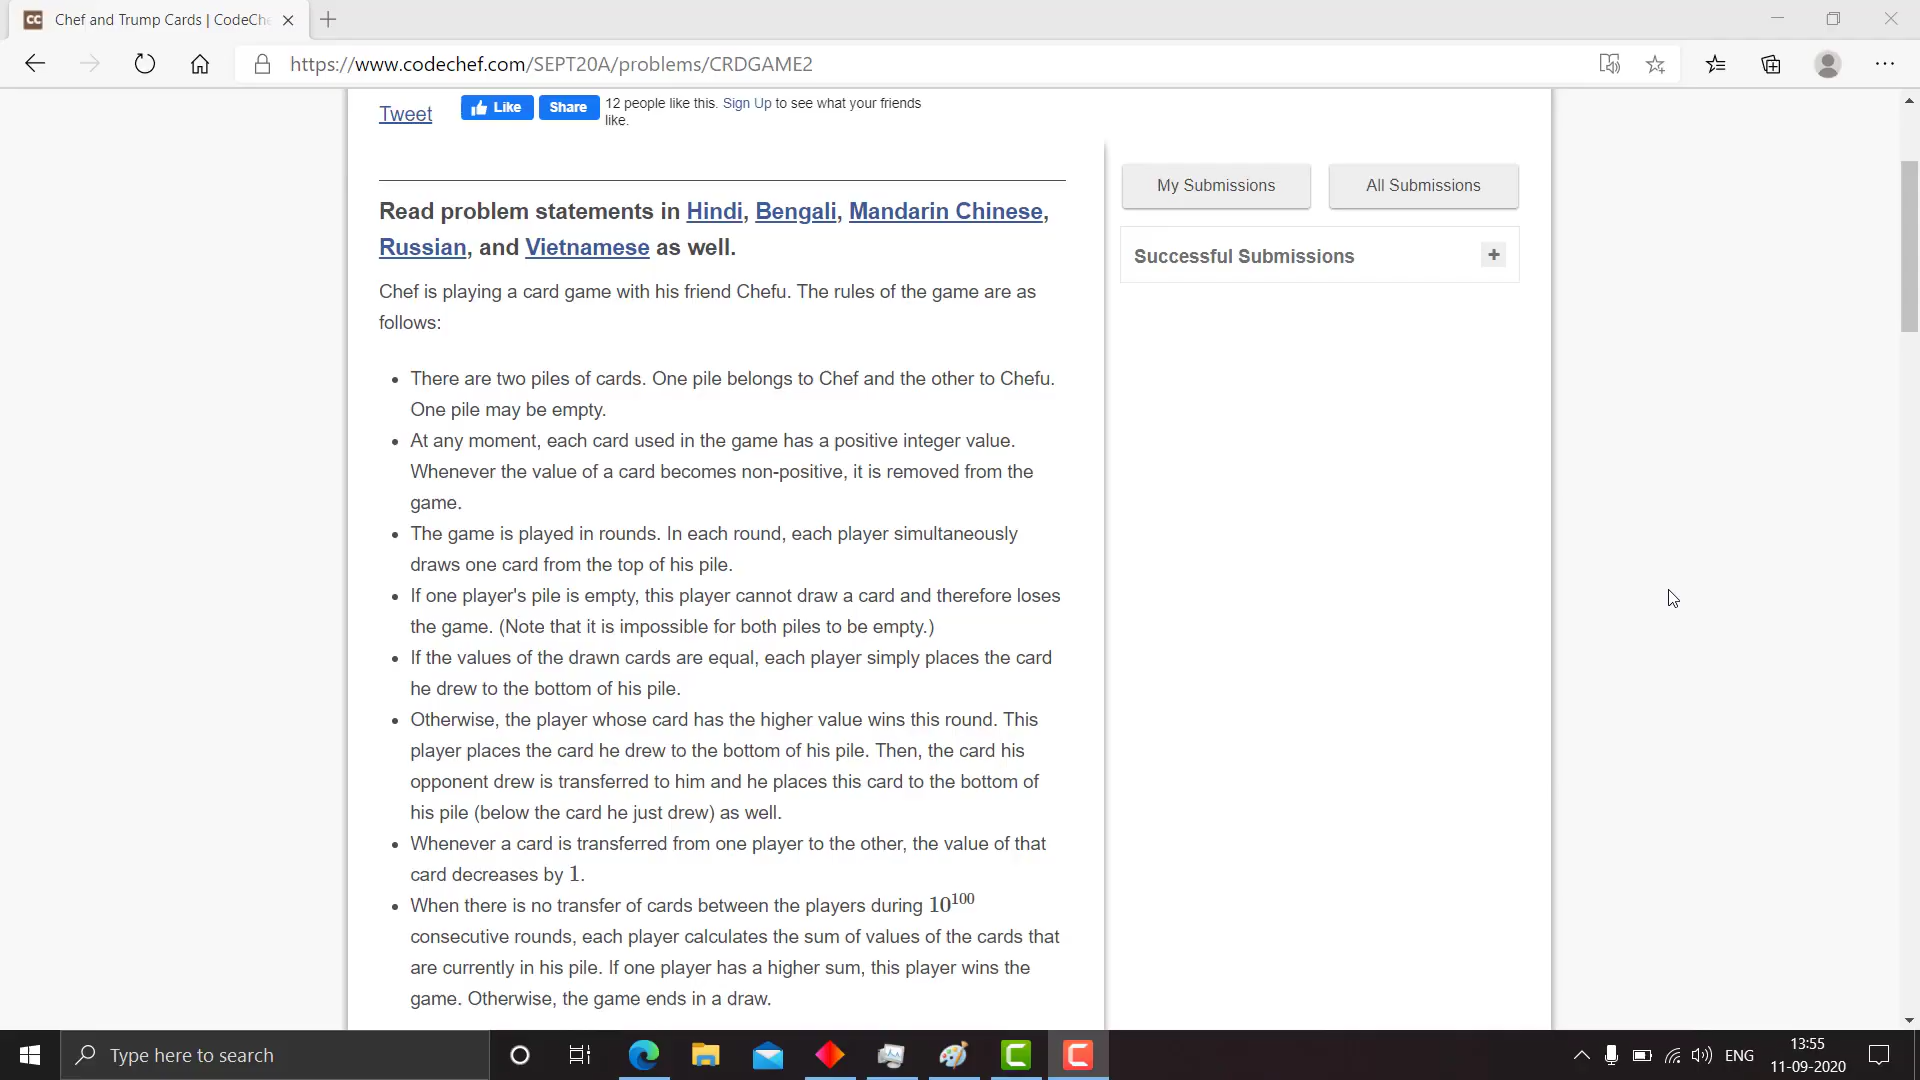 Chef and Trump Cards | CodeChe
https://www.codechef.com/SEPT20A/problems/CRDGAME2
Tweet
Like
Share
12 people like this. Sign Up to see what your friends
like.
My Submissions
All Submissions
Read problem statements in Hindi, Bengali, Mandarin Chinese,
Russian, and Vietnamese as well.
Successful Submissions
+
Chef is playing a card game with his friend Chefu. The rules of the game are as
follows:
• There are two piles of cards. One pile belongs to Chef and the other to Chefu.
One pile may be empty.
• At any moment, each card used in the game has a positive integer value.
Whenever the value of a card becomes non-positive, it is removed from the
game.
• The game is played in rounds. In each round, each player simultaneously
draws one card from the top of his pile.
• If one player's pile is empty, this player cannot draw a card and therefore loses
the game. (Note that it is impossible for both piles to be empty.)
• If the values of the drawn cards are equal, each player simply places the card
he drew to the bottom of his pile.
• Otherwise, the player whose card has the higher value wins this round. This
player places the card he drew to the bottom of his pile. Then, the card his
opponent drew is transferred to him and he places this card to the bottom of
his pile (below the card he just drew) as well.
• Whenever a card is transferred from one player to the other, the value of that
card decreases by 1.
• When there is no transfer of cards between the players during 10^100
consecutive rounds, each player calculates the sum of values of the cards that
are currently in his pile. If one player has a higher sum, this player wins the
game. Otherwise, the game ends in a draw.
Type here to search
ENG
13:55
11-09-2020